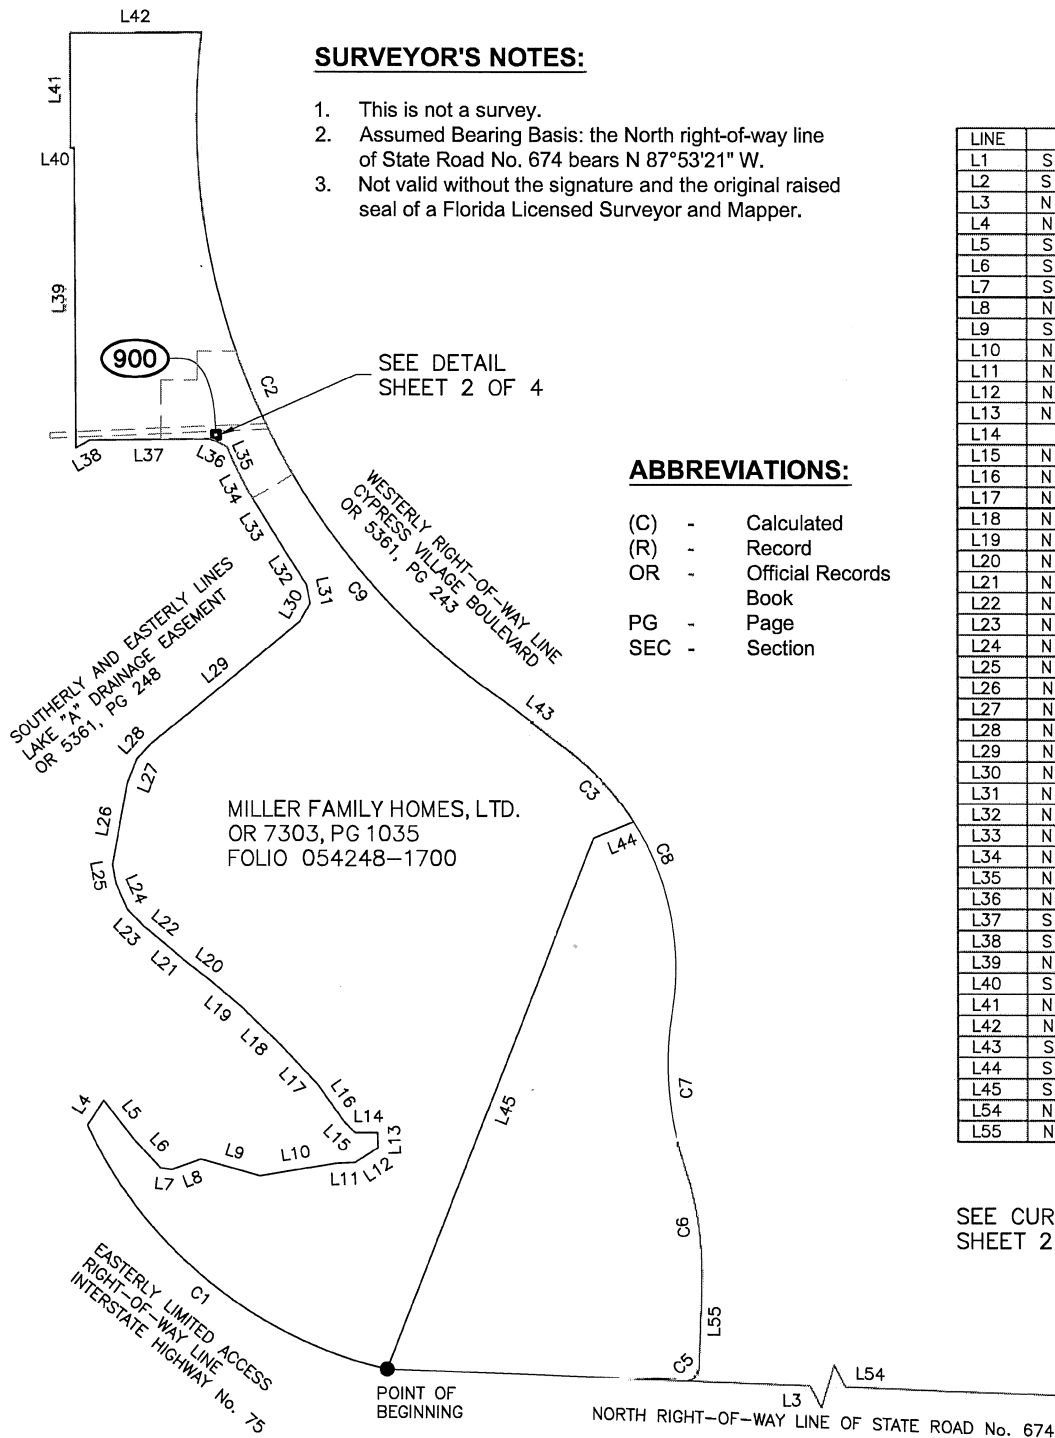 L42
SURVEYOR'S NOTES:
1. This is not a survey.
2. Assumed Bearing Basis: the North right-of-way line
of State Road No. 674 bears N 87°53'21" W.
3. Not valid without the signature and the original raised
seal of a Florida Licensed Surveyor and Mapper.
L41
L40
L39
900
SEE DETAIL
SHEET 2 OF 4
C2
L38
L37
L36
L35
L34
L33
L32
L31
L30
C9
WESTERLY RIGHT-OF-WAY LINE
CYPRESS VILLAGE BOULEVARD
OR 5361, PG 243
ABBREVIATIONS:
(C) - Calculated
(R) - Record
OR - Official Records
Book
PG - Page
SEC - Section
SOUTHERLY AND EASTERLY LINES
LAKE "A" DRAINAGE EASEMENT
OR 5361, PG 248
L29
L28
L27
L43
C3
L26
MILLER FAMILY HOMES, LTD.
OR 7303, PG 1035
FOLIO 054248-1700
L44
C8
L25
L24
L23
L22
L21
L20
L19
L18
L17
L16
L15
L14
L13
L12
L11
L10
L9
L8
L7
L6
L5
L4
L45
C7
C6
L55
C5
C1
EASTERLY LIMITED ACCESS
RIGHT-OF-WAY LINE
INTERSTATE HIGHWAY No. 75
POINT OF
BEGINNING
L3
L54
NORTH RIGHT-OF-WAY LINE OF STATE ROAD No. 674
LINE
L1 S
L2 S
L3 N
L4 N
L5 S
L6 S
L7 S
L8 N
L9 S
L10 N
L11 N
L12 N
L13 N
L14
L15 N
L16 N
L17 N
L18 N
L19 N
L20 N
L21 N
L22 N
L23 N
L24 N
L25 N
L26 N
L27 N
L28 N
L29 N
L30 N
L31 N
L32 N
L33 N
L34 N
L35 N
L36 N
L37 S
L38 S
L39 N
L40 S
L41 N
L42 N
L43 S
L44 S
L45 S
L54 N
L55 N
SEE CUR
SHEET 2